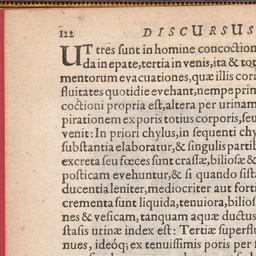 122 DISCURSUS
UT tres sunt in homine concoction
da in epate, tertia in venis, ita & tot
mentorum evacuationes, quæ illis cor
fluitates quotidie evchant, nempe prim
coctioni propria est, altera per urinam
pirationem ex poris totius corporis, seu
venit: In priori chylus, in sequenti chy
substantia elaboratur, & singulis partib
excreta seu fœces sunt crassæ, biliosæ &
posticam evehuntur, & si quando sist
ducentia leniter, mediocriter aut forti
crementa sunt liquida, tenuiora, bilios
nes & vesicam, tanquam aquæ ductus
stasis urinæ index est: Tertiæ superflu
nues, ideóq; ex tenuissimis poris per f